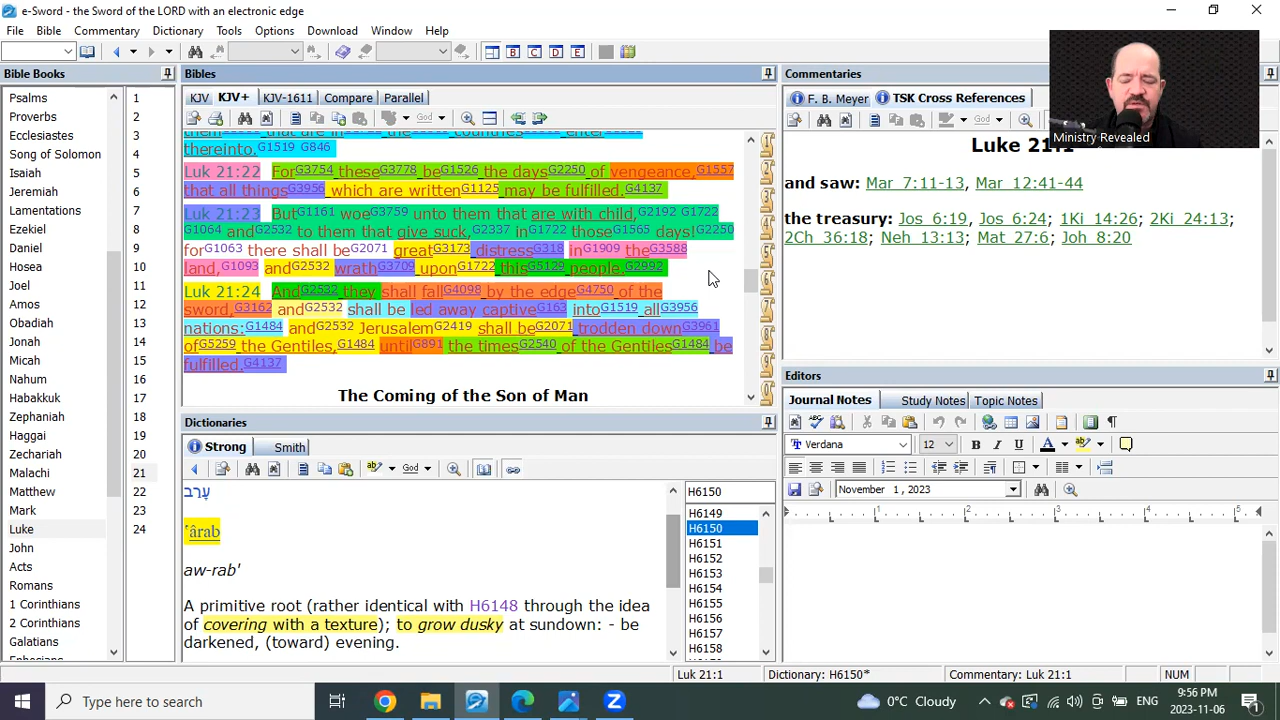 e-Sword - the Sword of the LORD with an electronic edge
File Bible Commentary Dictionary Tools Options Download Window Help
B C D E
Bible Books
Psalms
Proverbs
Ecclesiastes
Song of Solomon
Isaiah
Jeremiah
Lamentations
Ezekiel
Daniel
Hosea
Joel
Amos
Obadiah
Jonah
Micah
Nahum
Habakkuk
Zephaniah
Haggai
Zechariah
Malachi
Matthew
Mark
Luke
John
Acts
Romans
1 Corinthians
2 Corinthians
Galatians
Ephesians
1
2
3
4
5
6
7
8
9
10
11
12
13
14
15
16
17
18
19
20
21
22
23
24
Bibles
KJV KJV+ KJV-1611 Compare Parallel
God
thereinto.G1519 G846
Luk 21:22 ForG3754 theseG3778 beG1526 the daysG2250 of vengeance,G1557
that all thingsG3956 which are writtenG1125 may be fulfilled.G4137
Luk 21:23 ButG1161 woeG3759 unto them that are with child,G2192 G1722
G1064 andG2532 to them that give suck,G2337 inG1722 thoseG1565 days!G2250
forG1063 there shall beG2071 greatG3173 distressG318 inG1909 theG3588
land,G1093 andG2532 wrathG3709 uponG1722 thisG5129 people.G2992
Luk 21:24 AndG2532 they shall fallG4098 by the edgeG4750 of the
sword,G3162 andG2532 shall be led away captiveG163 intoG1519 allG3956
nations:G1484 andG2532 JerusalemG2419 shall beG2071 trodden downG3961
ofG5259 the Gentiles,G1484 untilG891 the timesG2540 of the GentilesG1484 be
fulfilled.G4137
The Coming of the Son of Man
Dictionaries
Strong Smith
God
עָרַב
‛ârab
aw-rab'
A primitive root (rather identical with H6148 through the idea
of covering with a texture); to grow dusky at sundown: - be
darkened, (toward) evening.
H6150
H6149
H6150
H6151
H6152
H6153
H6154
H6155
H6156
H6157
H6158
Commentaries
F. B. Meyer TSK Cross References
God
Ministry Revealed
Luke 21:1
and saw: Mar 7:11-13, Mar 12:41-44
the treasury: Jos 6:19, Jos 6:24; 1Ki 14:26; 2Ki 24:13;
2Ch 36:18; Neh 13:13; Mat 27:6; Joh 8:20
Editors
Journal Notes Study Notes Topic Notes
Verdana 12 B I U A
November 1, 2023
1 2 3 4 5
Luk 21:1 Dictionary: H6150* Commentary: Luk 21:1 NUM
Type here to search
0°C Cloudy
ENG
9:56 PM
2023-11-06
1